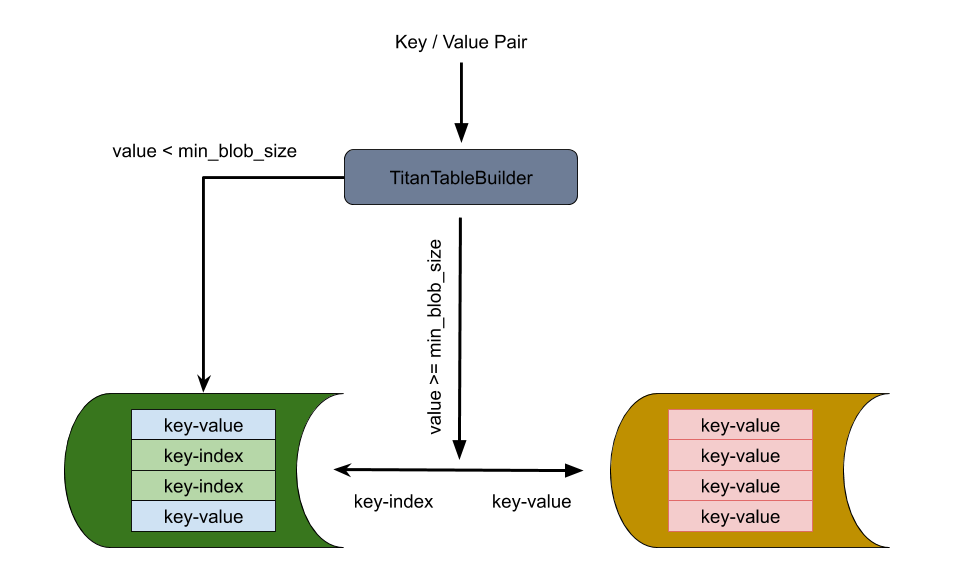 Key / Value Pair
value < min_blob_size
TitanTableBuilder
value >= min_blob_size
key-value
key-index
key-index
key-value
key-index
key-value
key-value
key-value
key-value
key-value